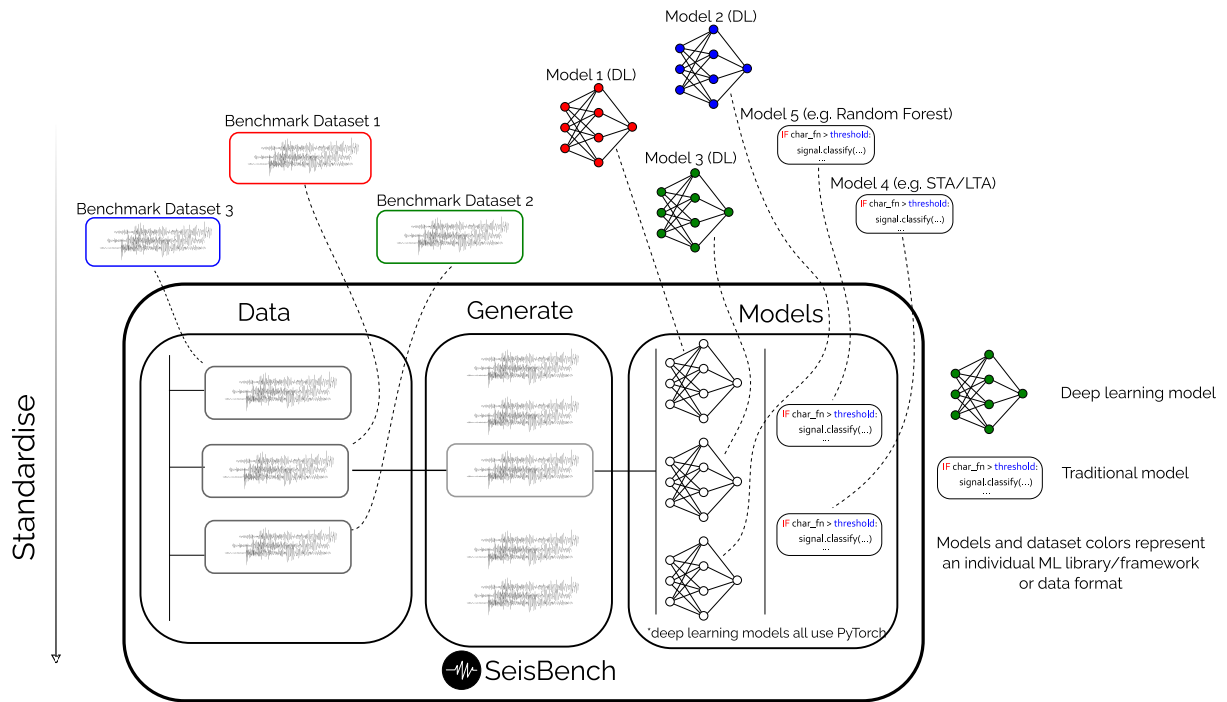 Model 2 (DL)
Model 1 (DL)
Model 5 (e.g. Random Forest)
IF char_fn > threshold:
signal.classify(...)
...
Benchmark Dataset 1
Model 3 (DL)
Model 4 (e.g. STA/LTA)
IF char_fn > threshold:
signal.classify(...)
...
Benchmark Dataset 3
Benchmark Dataset 2
Standardise
Data
Generate
Models
IF char_fn > threshold:
signal.classify(...)
...
IF char_fn > threshold:
signal.classify(...)
...
*deep learning models all use PyTorch
SeisBench
Deep learning model
IF char_fn > threshold:
signal.classify(...)
...
Traditional model
Models and dataset colors represent
an individual ML library/framework
or data format